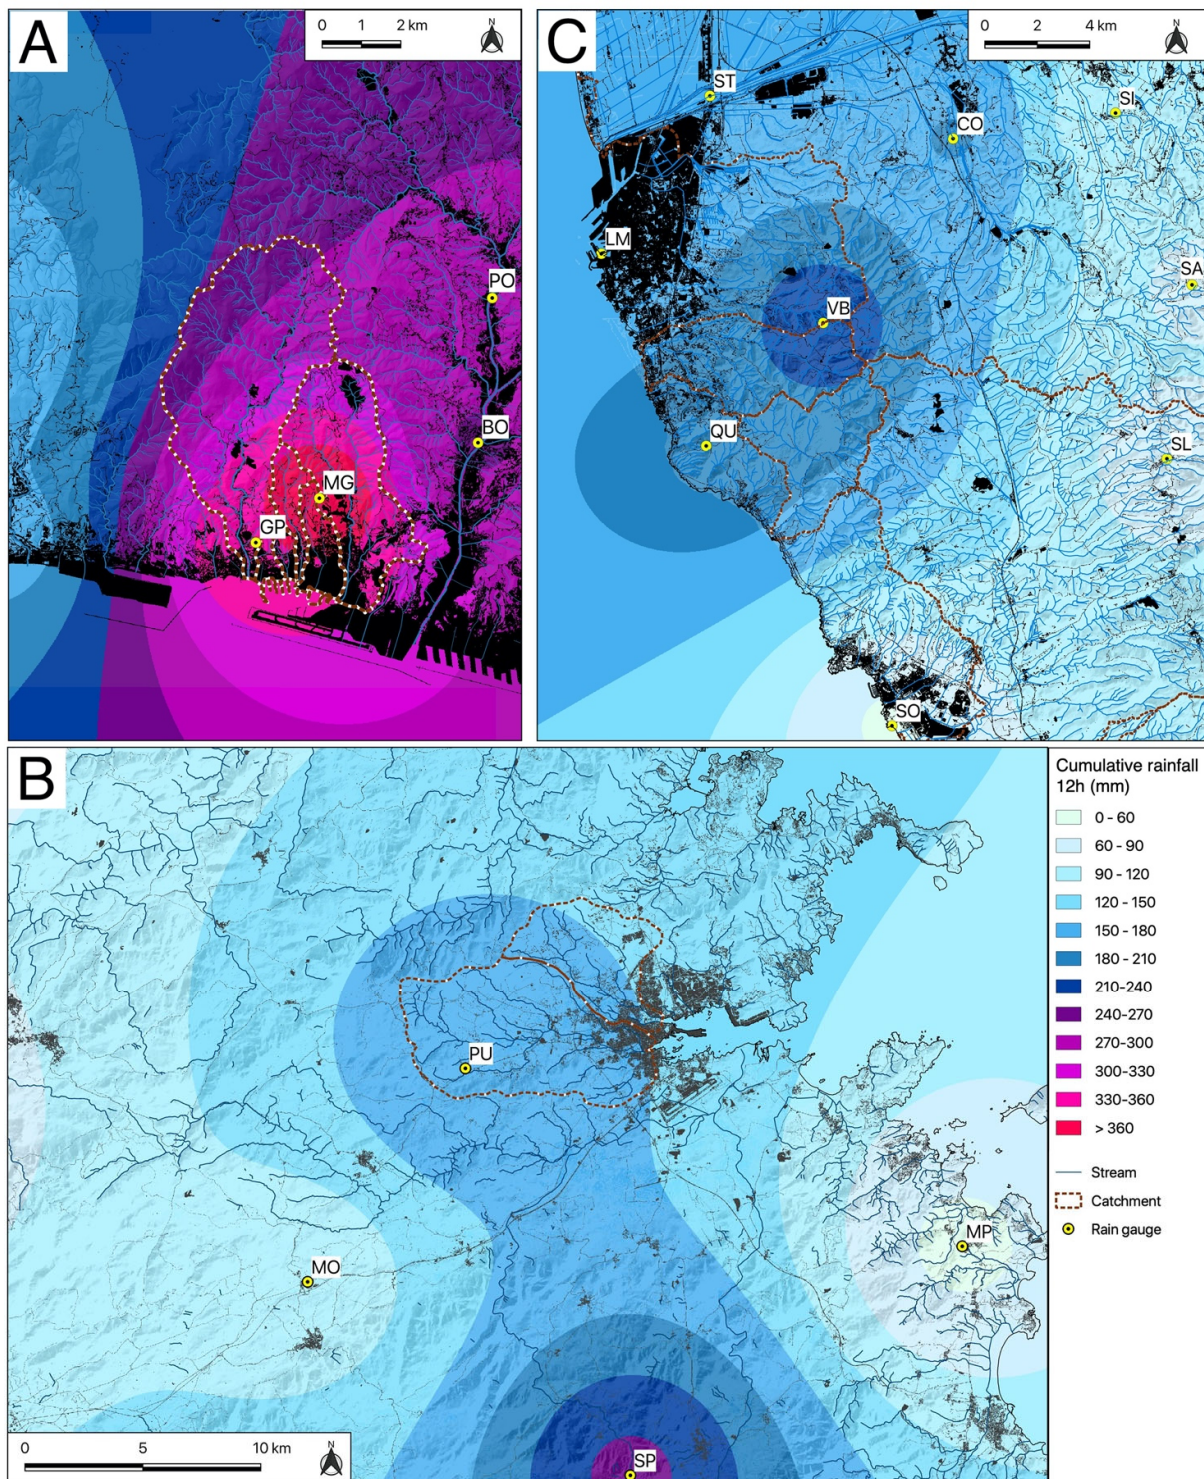 A
0 1 2 km
N
PO
BO
MG
GP
C
0 2 4 km
N
ST
CO
SI
LM
SA
VB
QU
SL
SO
B
PU
MO
MP
SP
0 5 10 km
N
Cumulative rainfall
12h (mm)
0 - 60
60 - 90
90 - 120
120 - 150
150 - 180
180 - 210
210-240
240-270
270-300
300-330
330-360
> 360
Stream
Catchment
Rain gauge